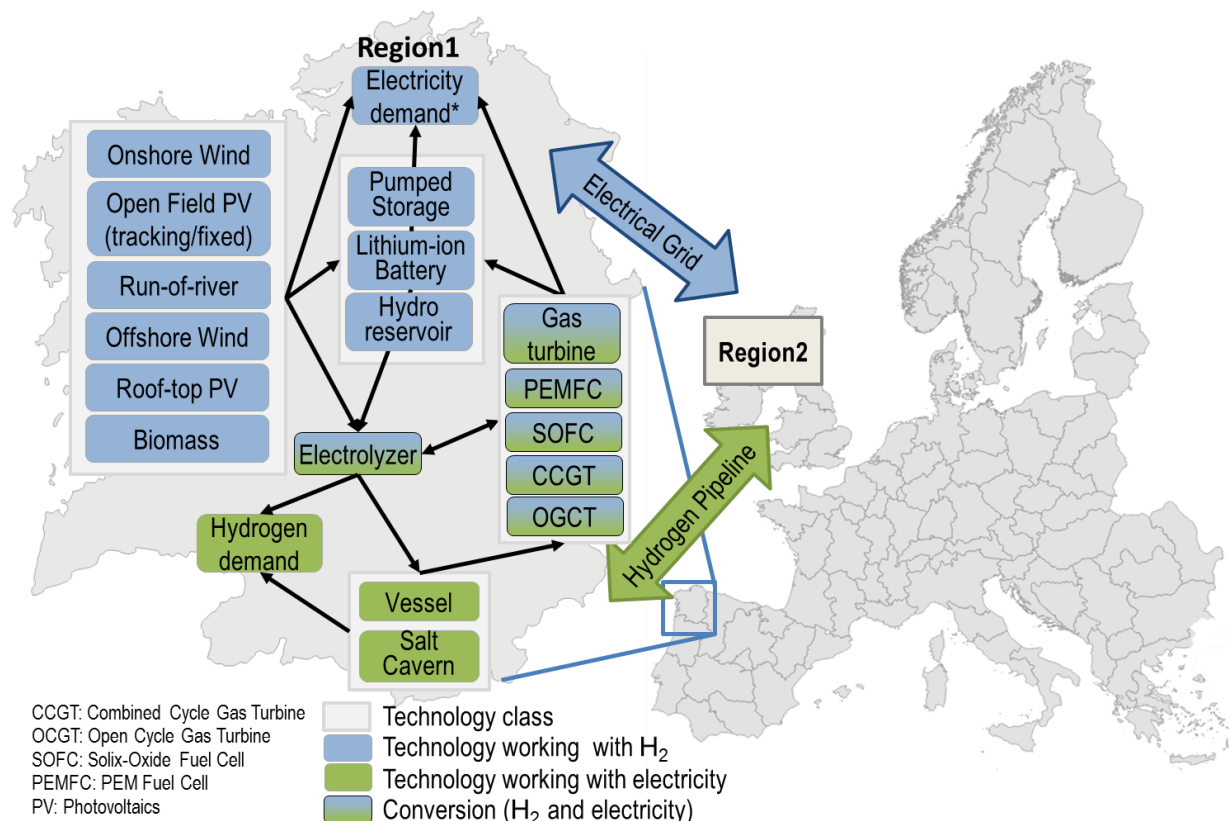 Region1
Electricity
demand*
Onshore Wind
Open Field PV
(tracking/fixed)
Run-of-river
Offshore Wind
Roof-top PV
Biomass
Pumped
Storage
Lithium-ion
Battery
Hydro
reservoir
Electrical Grid
Gas
turbine
PEMFC
SOFC
CCGT
OGCT
Region2
Electrolyzer
Hydrogen Pipeline
Hydrogen
demand
Vessel
Salt
Cavern
CCGT: Combined Cycle Gas Turbine
OCGT: Open Cycle Gas Turbine
SOFC: Solix-Oxide Fuel Cell
PEMFC: PEM Fuel Cell
PV: Photovoltaics
Technology class
Technology working with H₂
Technology working with electricity
Conversion (H₂ and electricity)